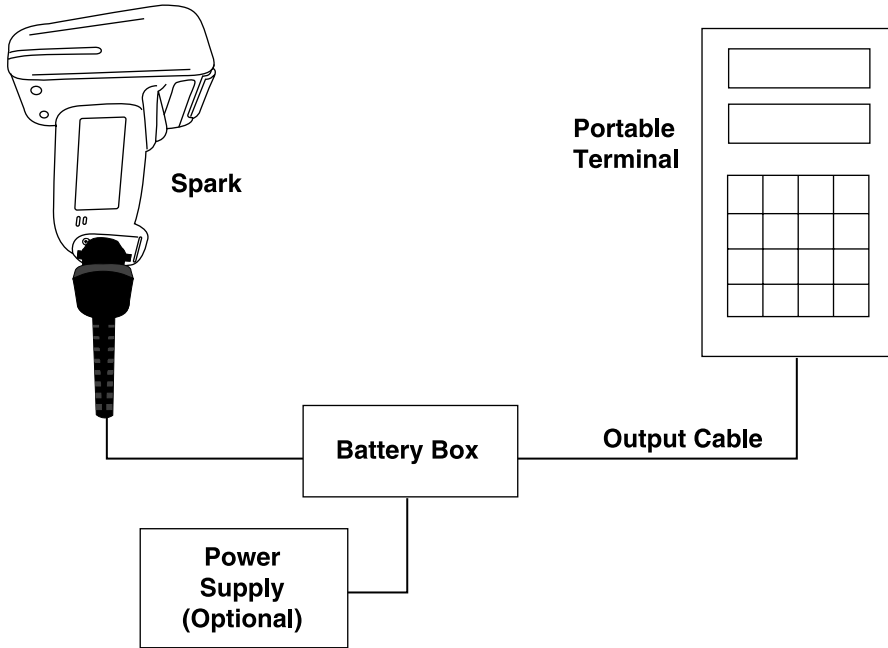 Spark
Portable
Terminal
Battery Box
Output Cable
Power
Supply
(Optional)